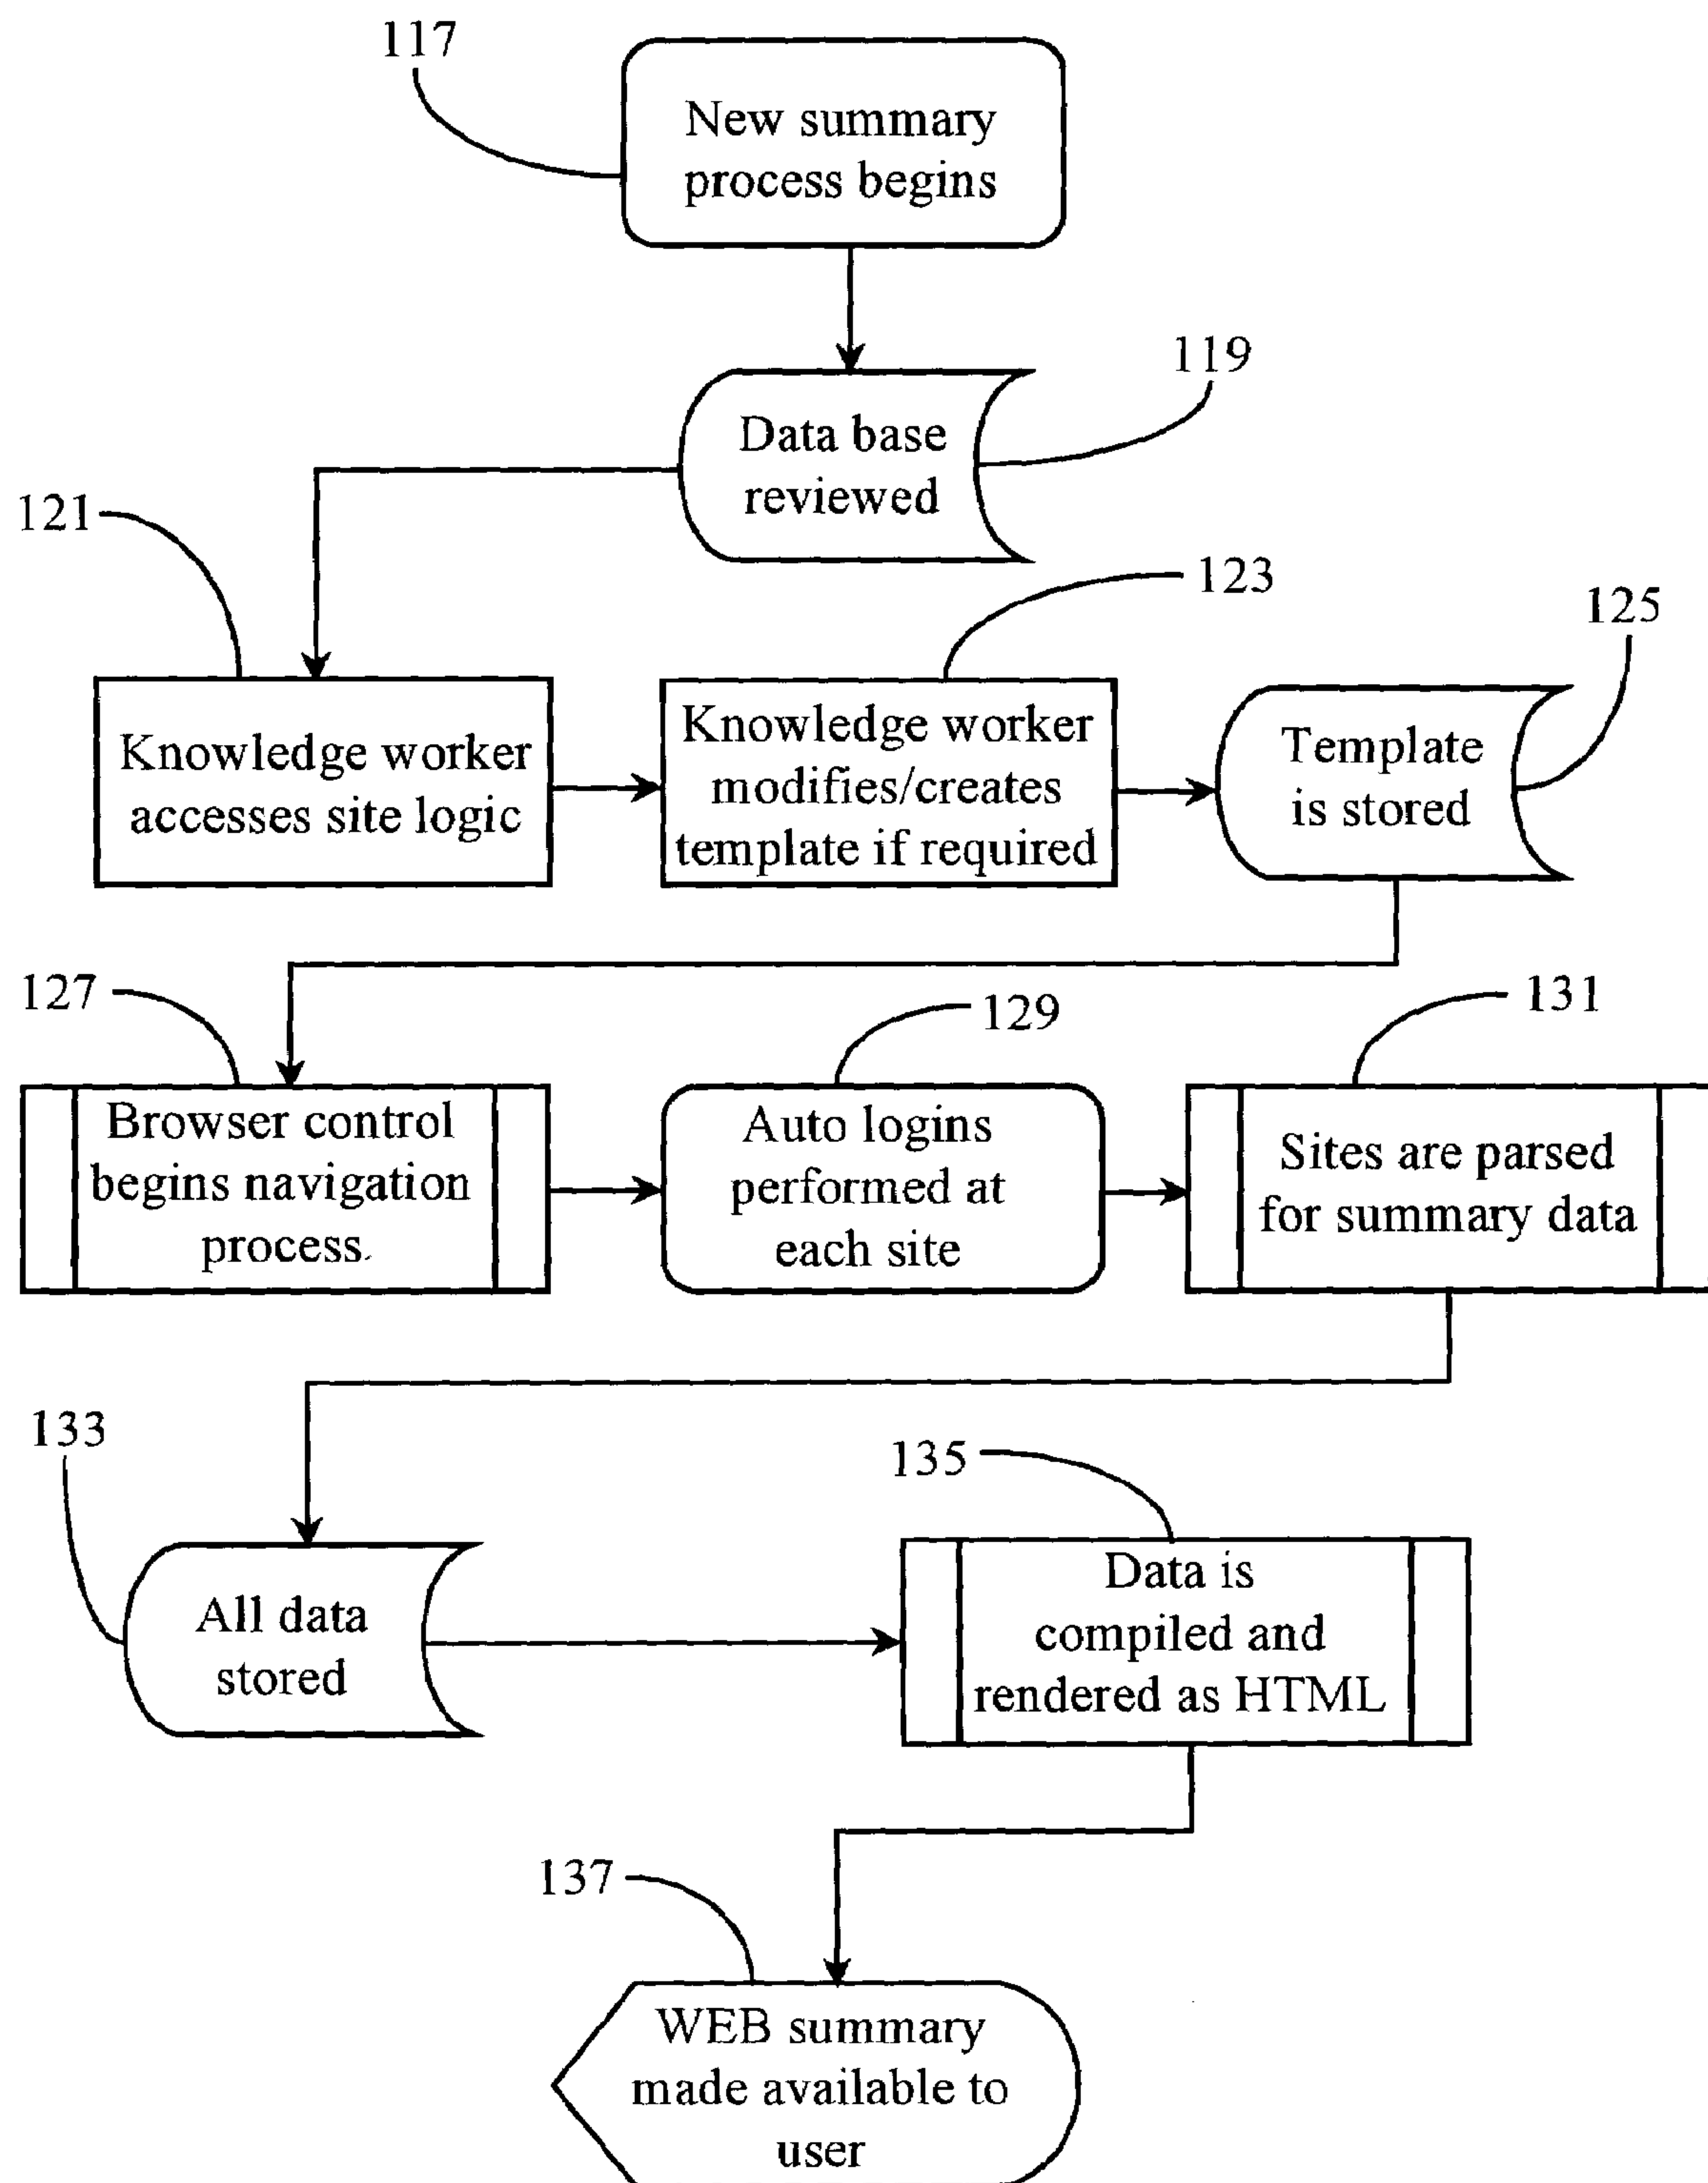 117
New summary
process begins
119
Data base
reviewed
121
123
125
Knowledge worker
accesses site logic
Knowledge worker
modifies/creates
template if required
Template
is stored
127
129
131
Browser control
begins navigation
process.
Auto logins
performed at
each site
Sites are parsed
for summary data
133
135
All data
stored
Data is
compiled and
rendered as HTML
137
WEB summary
made available to
user